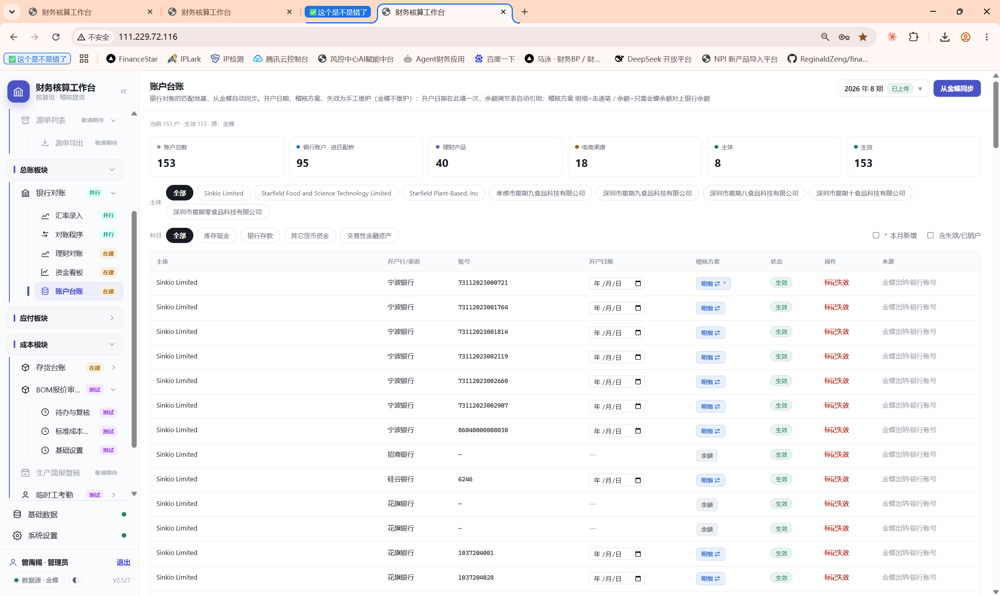 财务核算工作台
财务核算工作台
✅这个是不是错了
财务核算工作台
不安全 111.229.72.116
✅这个是不是错了 FinanceStar IPLark IP检测 腾讯云控制台 风控中心AI赋能中台 Agent财务应用 百度一下 马泳 · 财务BP / 财... DeepSeek 开放平台 NPI 新产品导入平台 ReginaldZeng/fina...
财务核算工作台
核算组 · 稽核提效
源单列表 敬请期待
源单导出 敬请期待
总账板块
银行对账 并行
汇率录入 并行
对账程序 并行
理财对账 在建
资金看板 在建
账户台账 在建
应付板块
成本模块
存货台账 在建
BOM报价审... 测试
待办与复核 测试
标准成本... 测试
基础设置 测试
生产简报复核 敬请期待
临时工考勤 测试
基础数据
系统设置
曾禹锡 · 管理员 退出
数据源 · 金蝶 V2.527
账户台账
银行对账的匹配地基，从金蝶自动同步。开户日期、稽核方案、失效为手工维护（金蝶不维护）：开户日期在此填一次，余额调节表自动引用；稽核方案 明细=走逐笔 / 余额=只需金蝶余额对上银行余额
2026 年 8 期 已上传 ▼ 从金蝶同步
当前 153 户 · 生效 153 · 源：金蝶
账户总数 153
银行账户 · 进匹配桥 95
理财产品 40
电商渠道 18
主体 8
生效 153
主体 全部 Sinkio Limited Starfield Food and Science Technology Limited Starfield Plant-Based, Inc 孝感市星期九食品科技有限公司 深圳市星期九食品科技有限公司 深圳市星期八食品科技有限公司 深圳市星期十食品科技有限公司
深圳市星期零食品科技有限公司
科目 全部 库存现金 银行存款 其它货币资金 交易性金融资产 * 本月新增 含失效/已销户
主体 开户行/渠道 账号 开户日期 稽核方案 状态 操作 来源
Sinkio Limited 宁波银行 73112023000721 年 /月/日 明细 ⇄ * 生效 标记失效 金蝶出纳·银行账号
Sinkio Limited 宁波银行 73112023001764 年 /月/日 明细 ⇄ 生效 标记失效 金蝶出纳·银行账号
Sinkio Limited 宁波银行 73112023001814 年 /月/日 明细 ⇄ 生效 标记失效 金蝶出纳·银行账号
Sinkio Limited 宁波银行 73112023002119 年 /月/日 明细 ⇄ 生效 标记失效 金蝶出纳·银行账号
Sinkio Limited 宁波银行 73112023002660 年 /月/日 明细 ⇄ 生效 标记失效 金蝶出纳·银行账号
Sinkio Limited 宁波银行 73112023002907 年 /月/日 明细 ⇄ 生效 标记失效 金蝶出纳·银行账号
Sinkio Limited 宁波银行 86040000008030 年 /月/日 明细 ⇄ 生效 标记失效 金蝶出纳·银行账号
Sinkio Limited 招商银行 – — 余额 生效 标记失效 金蝶出纳·银行账号
Sinkio Limited 硅谷银行 6246 年 /月/日 明细 ⇄ 生效 标记失效 金蝶出纳·银行账号
Sinkio Limited 花旗银行 – — 余额 生效 标记失效 金蝶出纳·银行账号
Sinkio Limited 花旗银行 – — 余额 生效 标记失效 金蝶出纳·银行账号
Sinkio Limited 花旗银行 1037204001 年 /月/日 明细 ⇄ 生效 标记失效 金蝶出纳·银行账号
Sinkio Limited 花旗银行 1037204028 年 /月/日 明细 ⇄ 生效 标记失效 金蝶出纳·银行账号